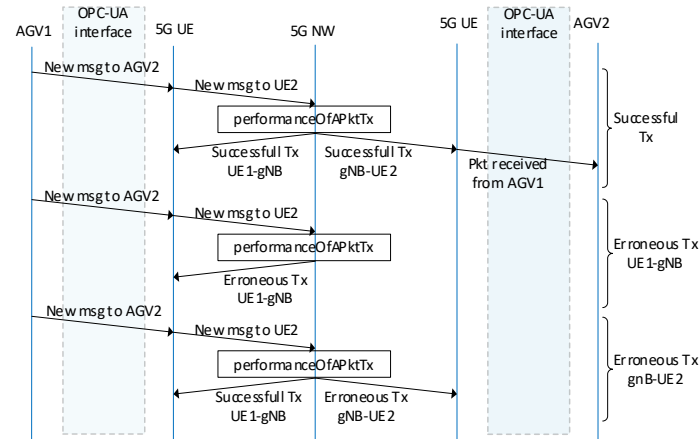 OPC-UA
interface
OPC-UA
interface
AGV1
5G UE
5G NW
5G UE
AGV2
New msg to AGV2
New msg to UE2
performanceOfAPktTx
Successfull Tx
UE1-gNB
Successfull Tx
gNB-UE2
Pkt received
from AGV1
Successful
Tx
New msg to AGV2
New msg to UE2
performanceOfAPktTx
Erroneous Tx
UE1-gNB
Erroneous Tx
UE1-gNB
New msg to AGV2
New msg to UE2
performanceOfAPktTx
Successfull Tx
UE1-gNB
Erroneous Tx
gNB-UE2
Erroneous Tx
gnB-UE2